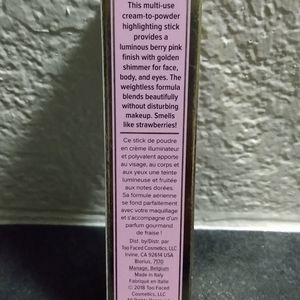 This multi-use
cream-to-powder
highlighting stick
provides a
luminous berry pink
finish with golden
shimmer for face,
body, and eyes. The
weightless formula
blends beautifully
without disturbing
makeup. Smells
like strawberries!
Ce stick de poudre
en crème illuminateur
et polyvalent apporte
au visage, au corps et
aux yeux une teinte
lumineuse et fruitée
aux notes dorées.
Sa formule aérienne
se fond parfaitement
avec votre maquillage
et s'accompagne d'un
parfum gourmand
de fraise !
Dist. by/Distr. par
Too Faced Cosmetics, LLC
Irvine, CA 92614 USA
Blorius, 7170
Manage, Belgium
Made in Italy
Fabriqué en Italie
© 2018 Too Faced
Cosmetics, LLC